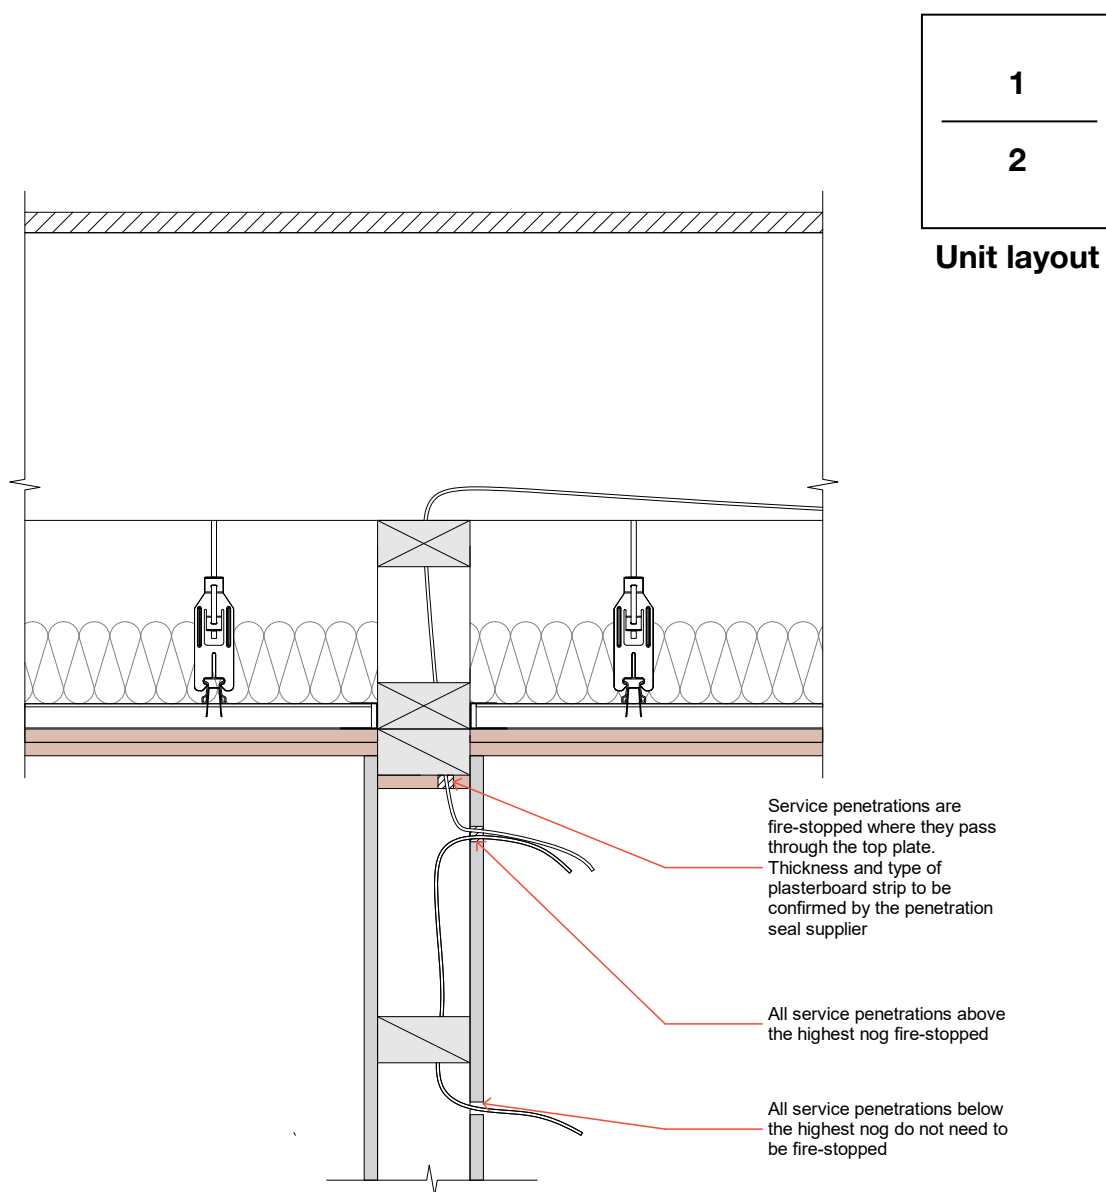 1
2
Unit layout
Service penetrations are
fire-stopped where they pass
through the top plate.
Thickness and type of
plasterboard strip to be
confirmed by the penetration
seal supplier
All service penetrations above
the highest nog fire-stopped
All service penetrations below
the highest nog do not need to
be fire-stopped